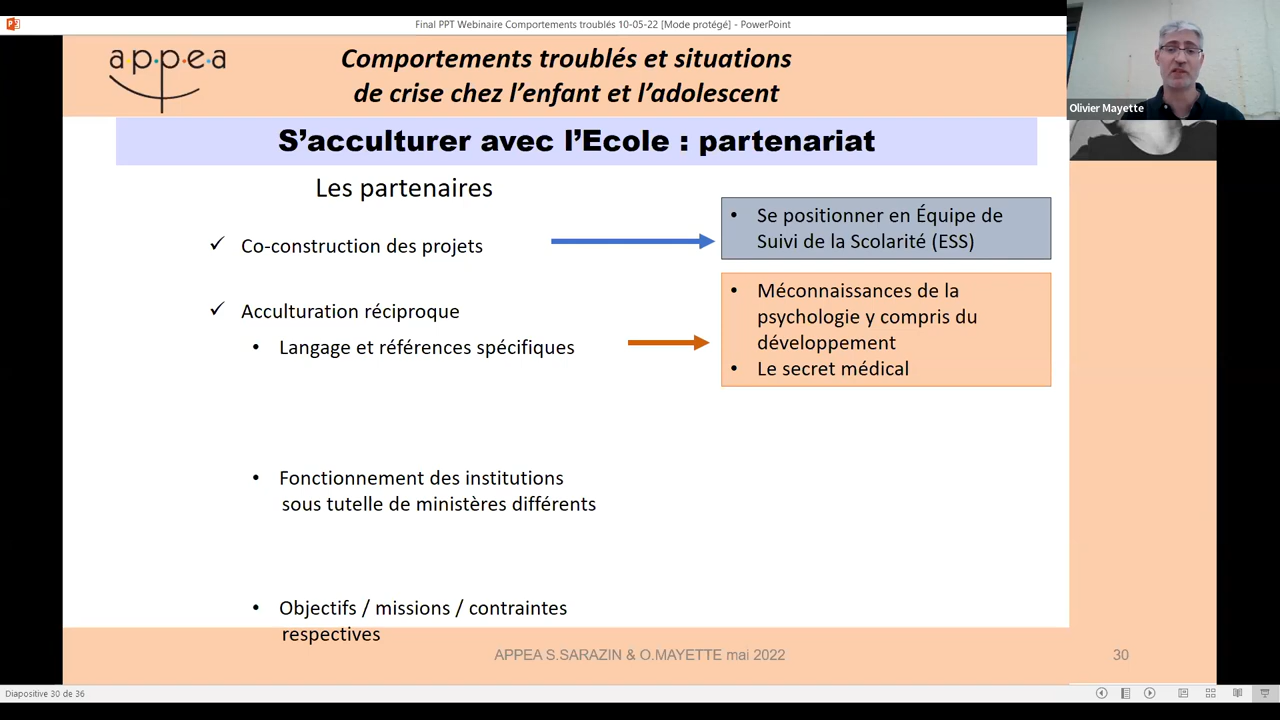 Final PPT Webinaire Comportements troublés 10-05-22 [Mode protégé] - PowerPoint
appea
Comportements troublés et situations
de crise chez l’enfant et l’adolescent
Olivier Mayette
S’acculturer avec l’Ecole : partenariat
Les partenaires
✓ Co-construction des projets
• Se positionner en Équipe de
Suivi de la Scolarité (ESS)
✓ Acculturation réciproque
• Langage et références spécifiques
• Méconnaissances de la
psychologie y compris du
développement
• Le secret médical
• Fonctionnement des institutions
sous tutelle de ministères différents
• Objectifs / missions / contraintes
respectives
APPEA S.SARAZIN & O.MAYETTE mai 2022
30
Diapositive 30 de 36